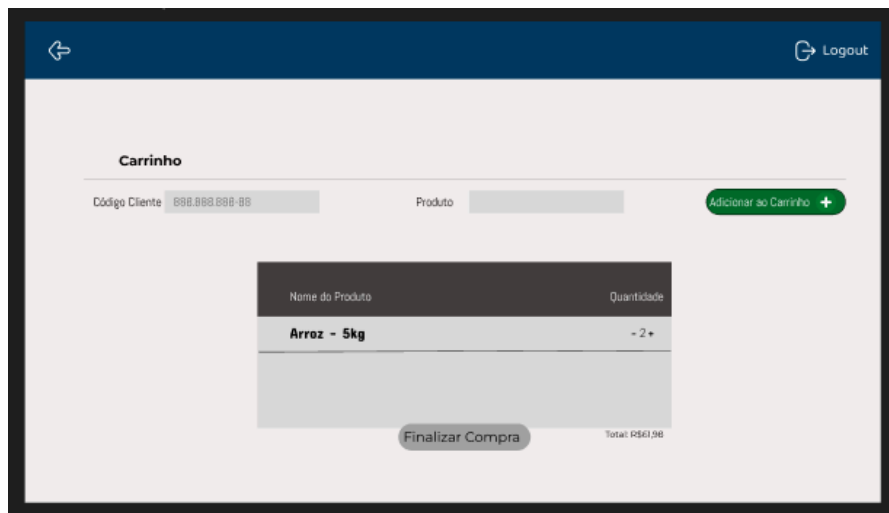 Logout
Carrinho
Código Cliente 888.888.888-88 Produto Adicionar ao Carrinho +
Nome do Produto Quantidade
Arroz - 5kg - 2 +
Finalizar Compra Total: R$61,98